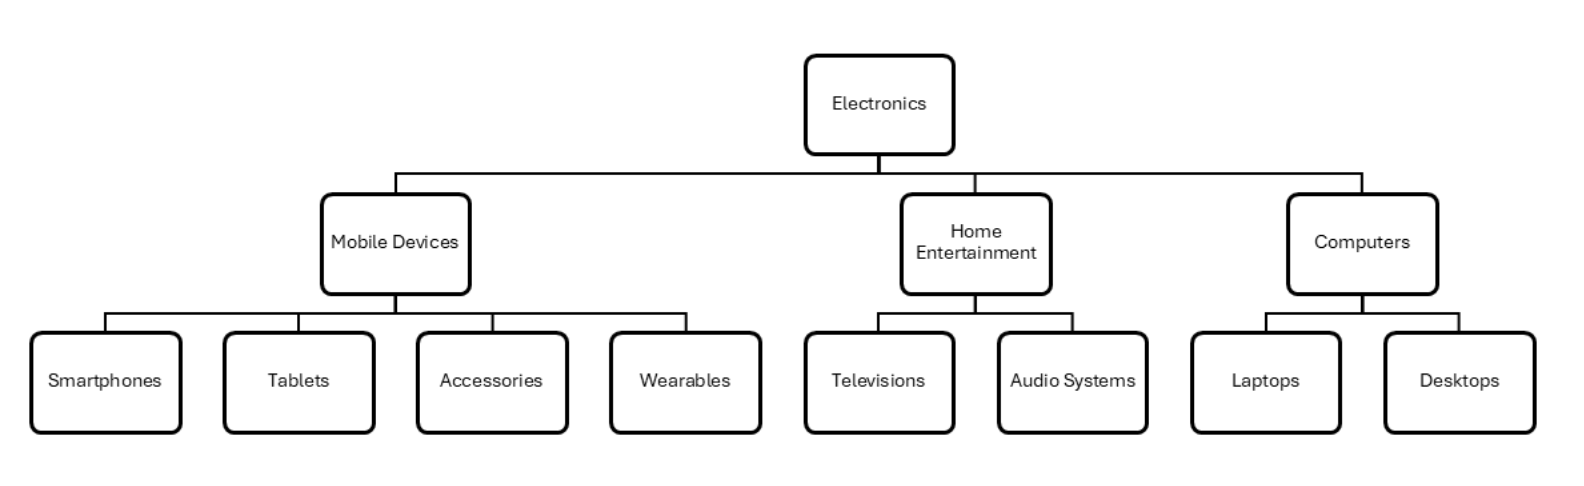 Electronics
Mobile Devices
Home
Entertainment
Computers
Smartphones
Tablets
Accessories
Wearables
Televisions
Audio Systems
Laptops
Desktops